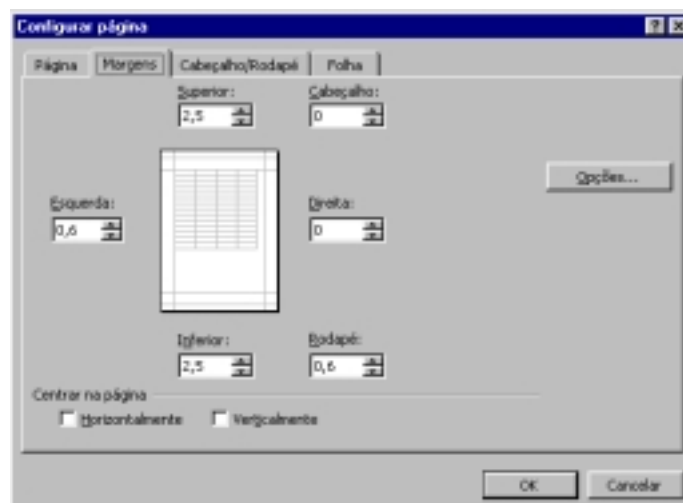 Configurar página
Página Margens Cabeçalho/Rodapé Folha
Superior: Cabeçalho:
2,5 0
Opções...
Esquerda: Direita:
0,6 0
Inferior: Rodapé:
2,5 0,6
Centrar na página
Horizontalmente Verticalmente
OK Cancelar